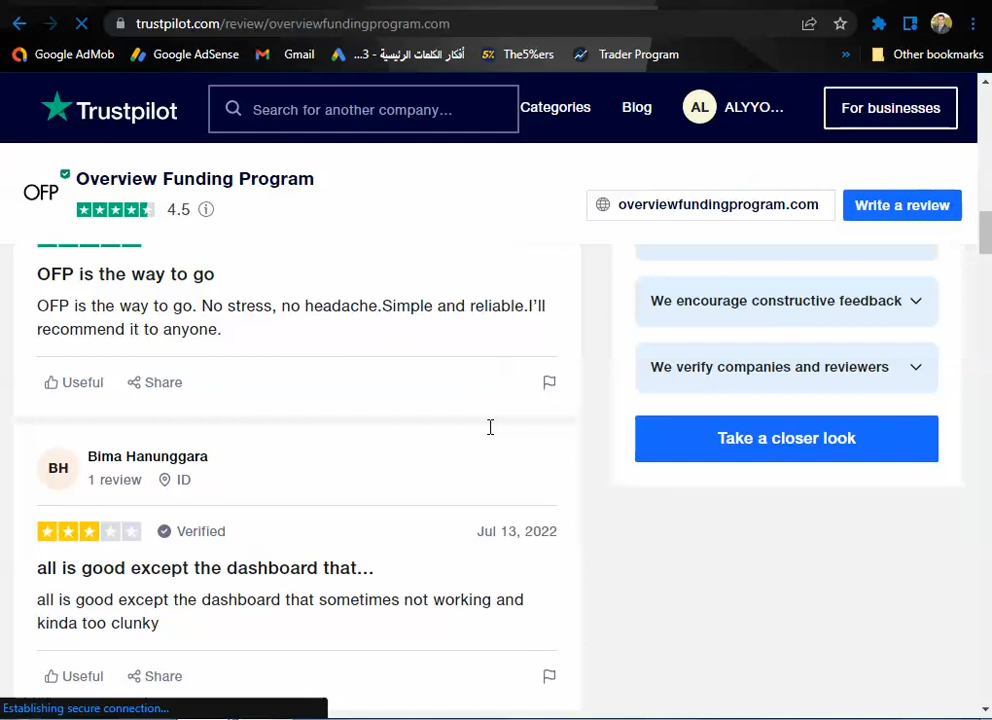 trustpilot.com/review/overviewfundingprogram.com
Google AdMob
Google AdSense
Gmail
أفكار الكلمات الرئيسية - 3...
5%
The5%ers
Trader Program
»
Other bookmarks
Trustpilot
Search for another company...
Categories
Blog
AL
ALYYO...
For businesses
OFP
Overview Funding Program
4.5
overviewfundingprogram.com
Write a review
OFP is the way to go
OFP is the way to go. No stress, no headache.Simple and reliable.I'll
recommend it to anyone.
Useful
Share
We encourage constructive feedback
We verify companies and reviewers
Take a closer look
BH
Bima Hanunggara
1 review
ID
Verified
Jul 13, 2022
all is good except the dashboard that...
all is good except the dashboard that sometimes not working and
kinda too clunky
Useful
Share
Establishing secure connection...